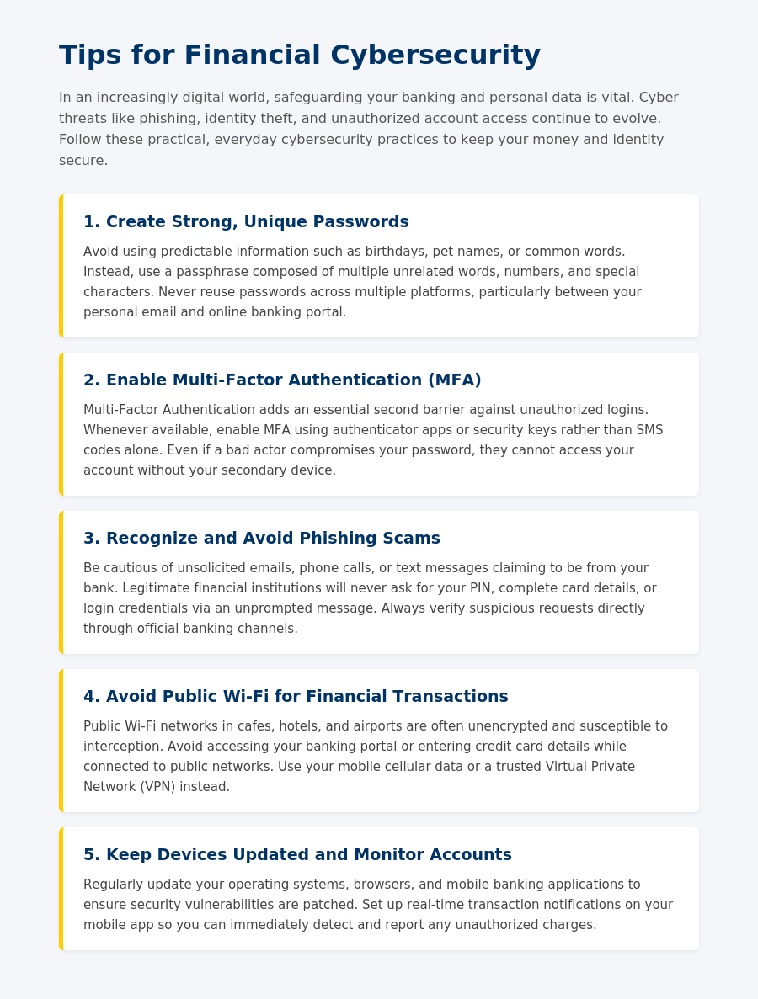 Tips for Financial Cybersecurity
In an increasingly digital world, safeguarding your banking and personal data is vital. Cyber
threats like phishing, identity theft, and unauthorized account access continue to evolve.
Follow these practical, everyday cybersecurity practices to keep your money and identity
secure.
1. Create Strong, Unique Passwords
Avoid using predictable information such as birthdays, pet names, or common words.
Instead, use a passphrase composed of multiple unrelated words, numbers, and special
characters. Never reuse passwords across multiple platforms, particularly between your
personal email and online banking portal.
2. Enable Multi-Factor Authentication (MFA)
Multi-Factor Authentication adds an essential second barrier against unauthorized logins.
Whenever available, enable MFA using authenticator apps or security keys rather than SMS
codes alone. Even if a bad actor compromises your password, they cannot access your
account without your secondary device.
3. Recognize and Avoid Phishing Scams
Be cautious of unsolicited emails, phone calls, or text messages claiming to be from your
bank. Legitimate financial institutions will never ask for your PIN, complete card details, or
login credentials via an unprompted message. Always verify suspicious requests directly
through official banking channels.
4. Avoid Public Wi-Fi for Financial Transactions
Public Wi-Fi networks in cafes, hotels, and airports are often unencrypted and susceptible to
interception. Avoid accessing your banking portal or entering credit card details while
connected to public networks. Use your mobile cellular data or a trusted Virtual Private
Network (VPN) instead.
5. Keep Devices Updated and Monitor Accounts
Regularly update your operating systems, browsers, and mobile banking applications to
ensure security vulnerabilities are patched. Set up real-time transaction notifications on your
mobile app so you can immediately detect and report any unauthorized charges.